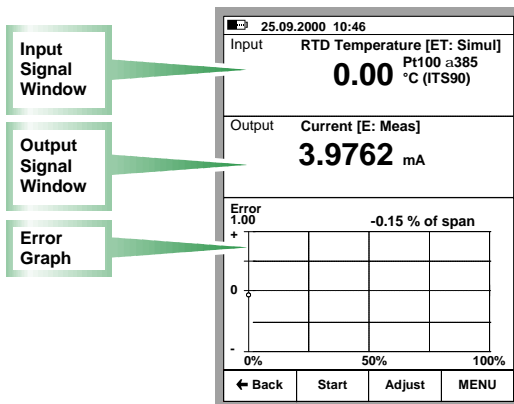 25.09.2000 10:46
Input
Signal
Window
Input RTD Temperature [ET: Simul]
0.00 Pt100 a385
°C (ITS90)
Output
Signal
Window
Output Current [E: Meas]
3.9762 mA
Error
Graph
Error
1.00 -0.15 % of span
+
0
-
0% 50% 100%
← Back Start Adjust MENU